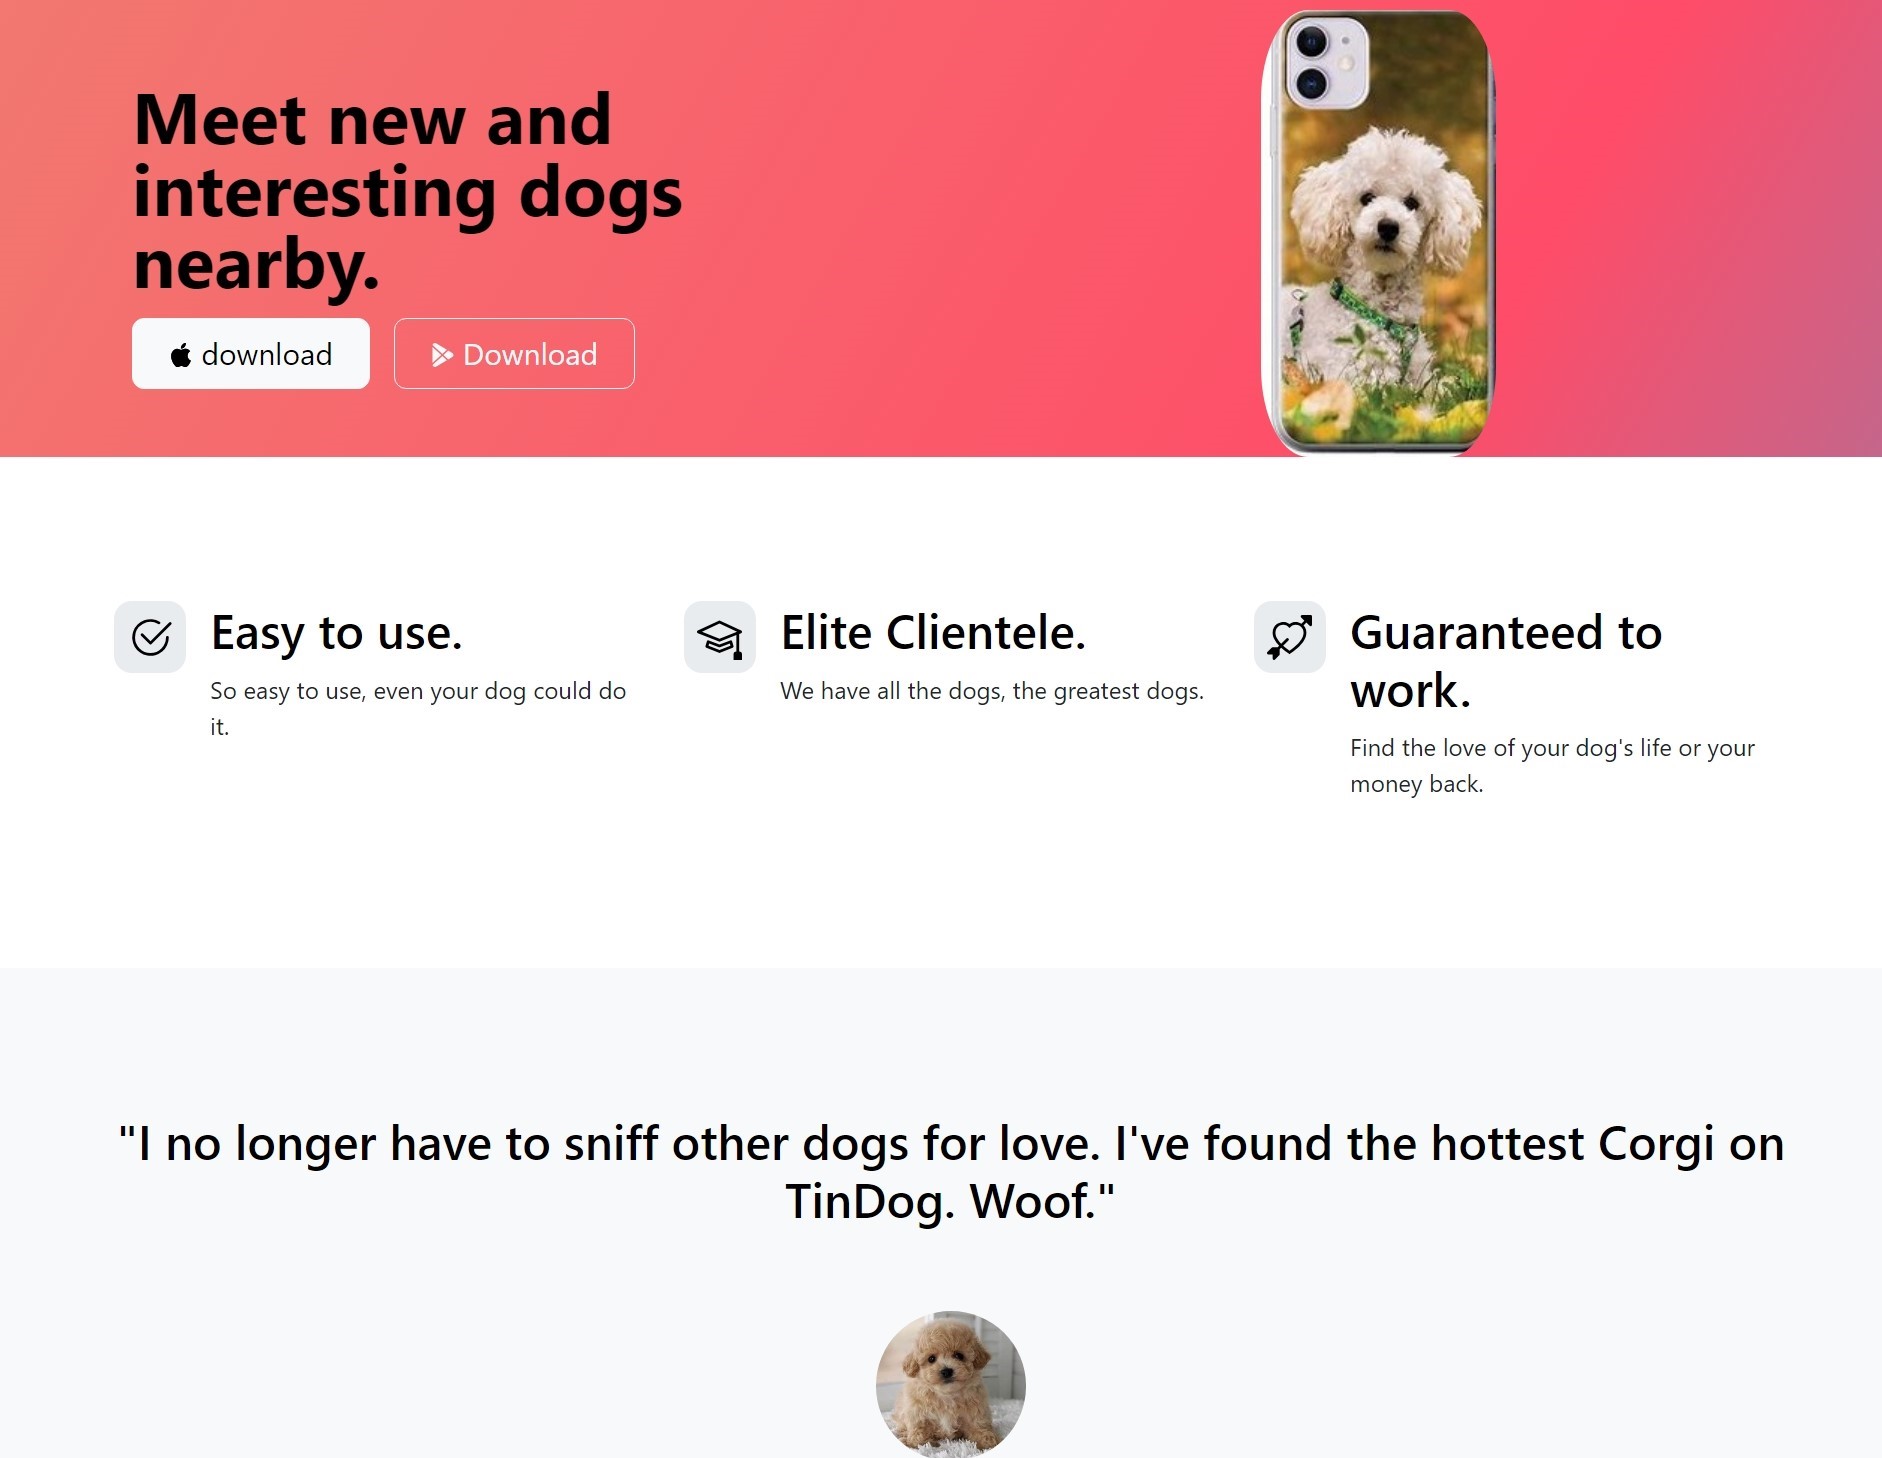 Meet new and
interesting dogs
nearby.
download
Download
Easy to use.
So easy to use, even your dog could do
it.
Elite Clientele.
We have all the dogs, the greatest dogs.
Guaranteed to
work.
Find the love of your dog's life or your
money back.
"I no longer have to sniff other dogs for love. I've found the hottest Corgi on
TinDog. Woof."